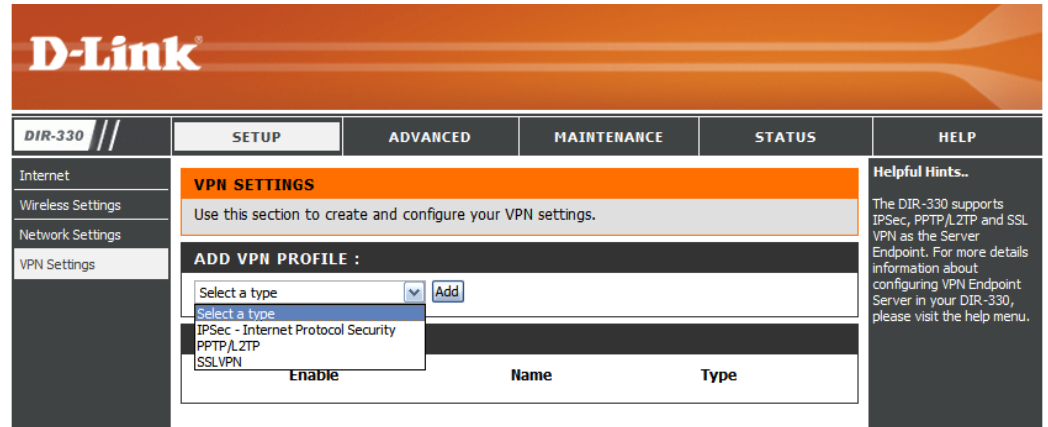 D-Link®
DIR-330
SETUP
ADVANCED
MAINTENANCE
STATUS
HELP
Internet
Wireless Settings
Network Settings
VPN Settings
VPN SETTINGS
Use this section to create and configure your VPN settings.
ADD VPN PROFILE :
Select a type
Add
Select a type
IPSec - Internet Protocol Security
PPTP/L2TP
SSLVPN
Enable
Name
Type
Helpful Hints..
The DIR-330 supports
IPSec, PPTP/L2TP and SSL
VPN as the Server
Endpoint. For more details
information about
configuring VPN Endpoint
Server in your DIR-330,
please visit the help menu.